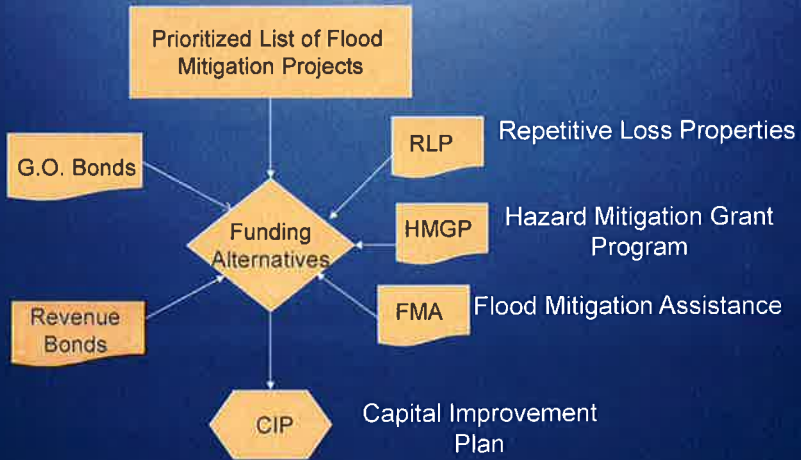 Prioritized List of Flood
Mitigation Projects
G.O. Bonds
RLP
Repetitive Loss Properties
Funding
Alternatives
HMGP
Hazard Mitigation Grant
Program
Revenue
Bonds
FMA
Flood Mitigation Assistance
CIP
Capital Improvement
Plan